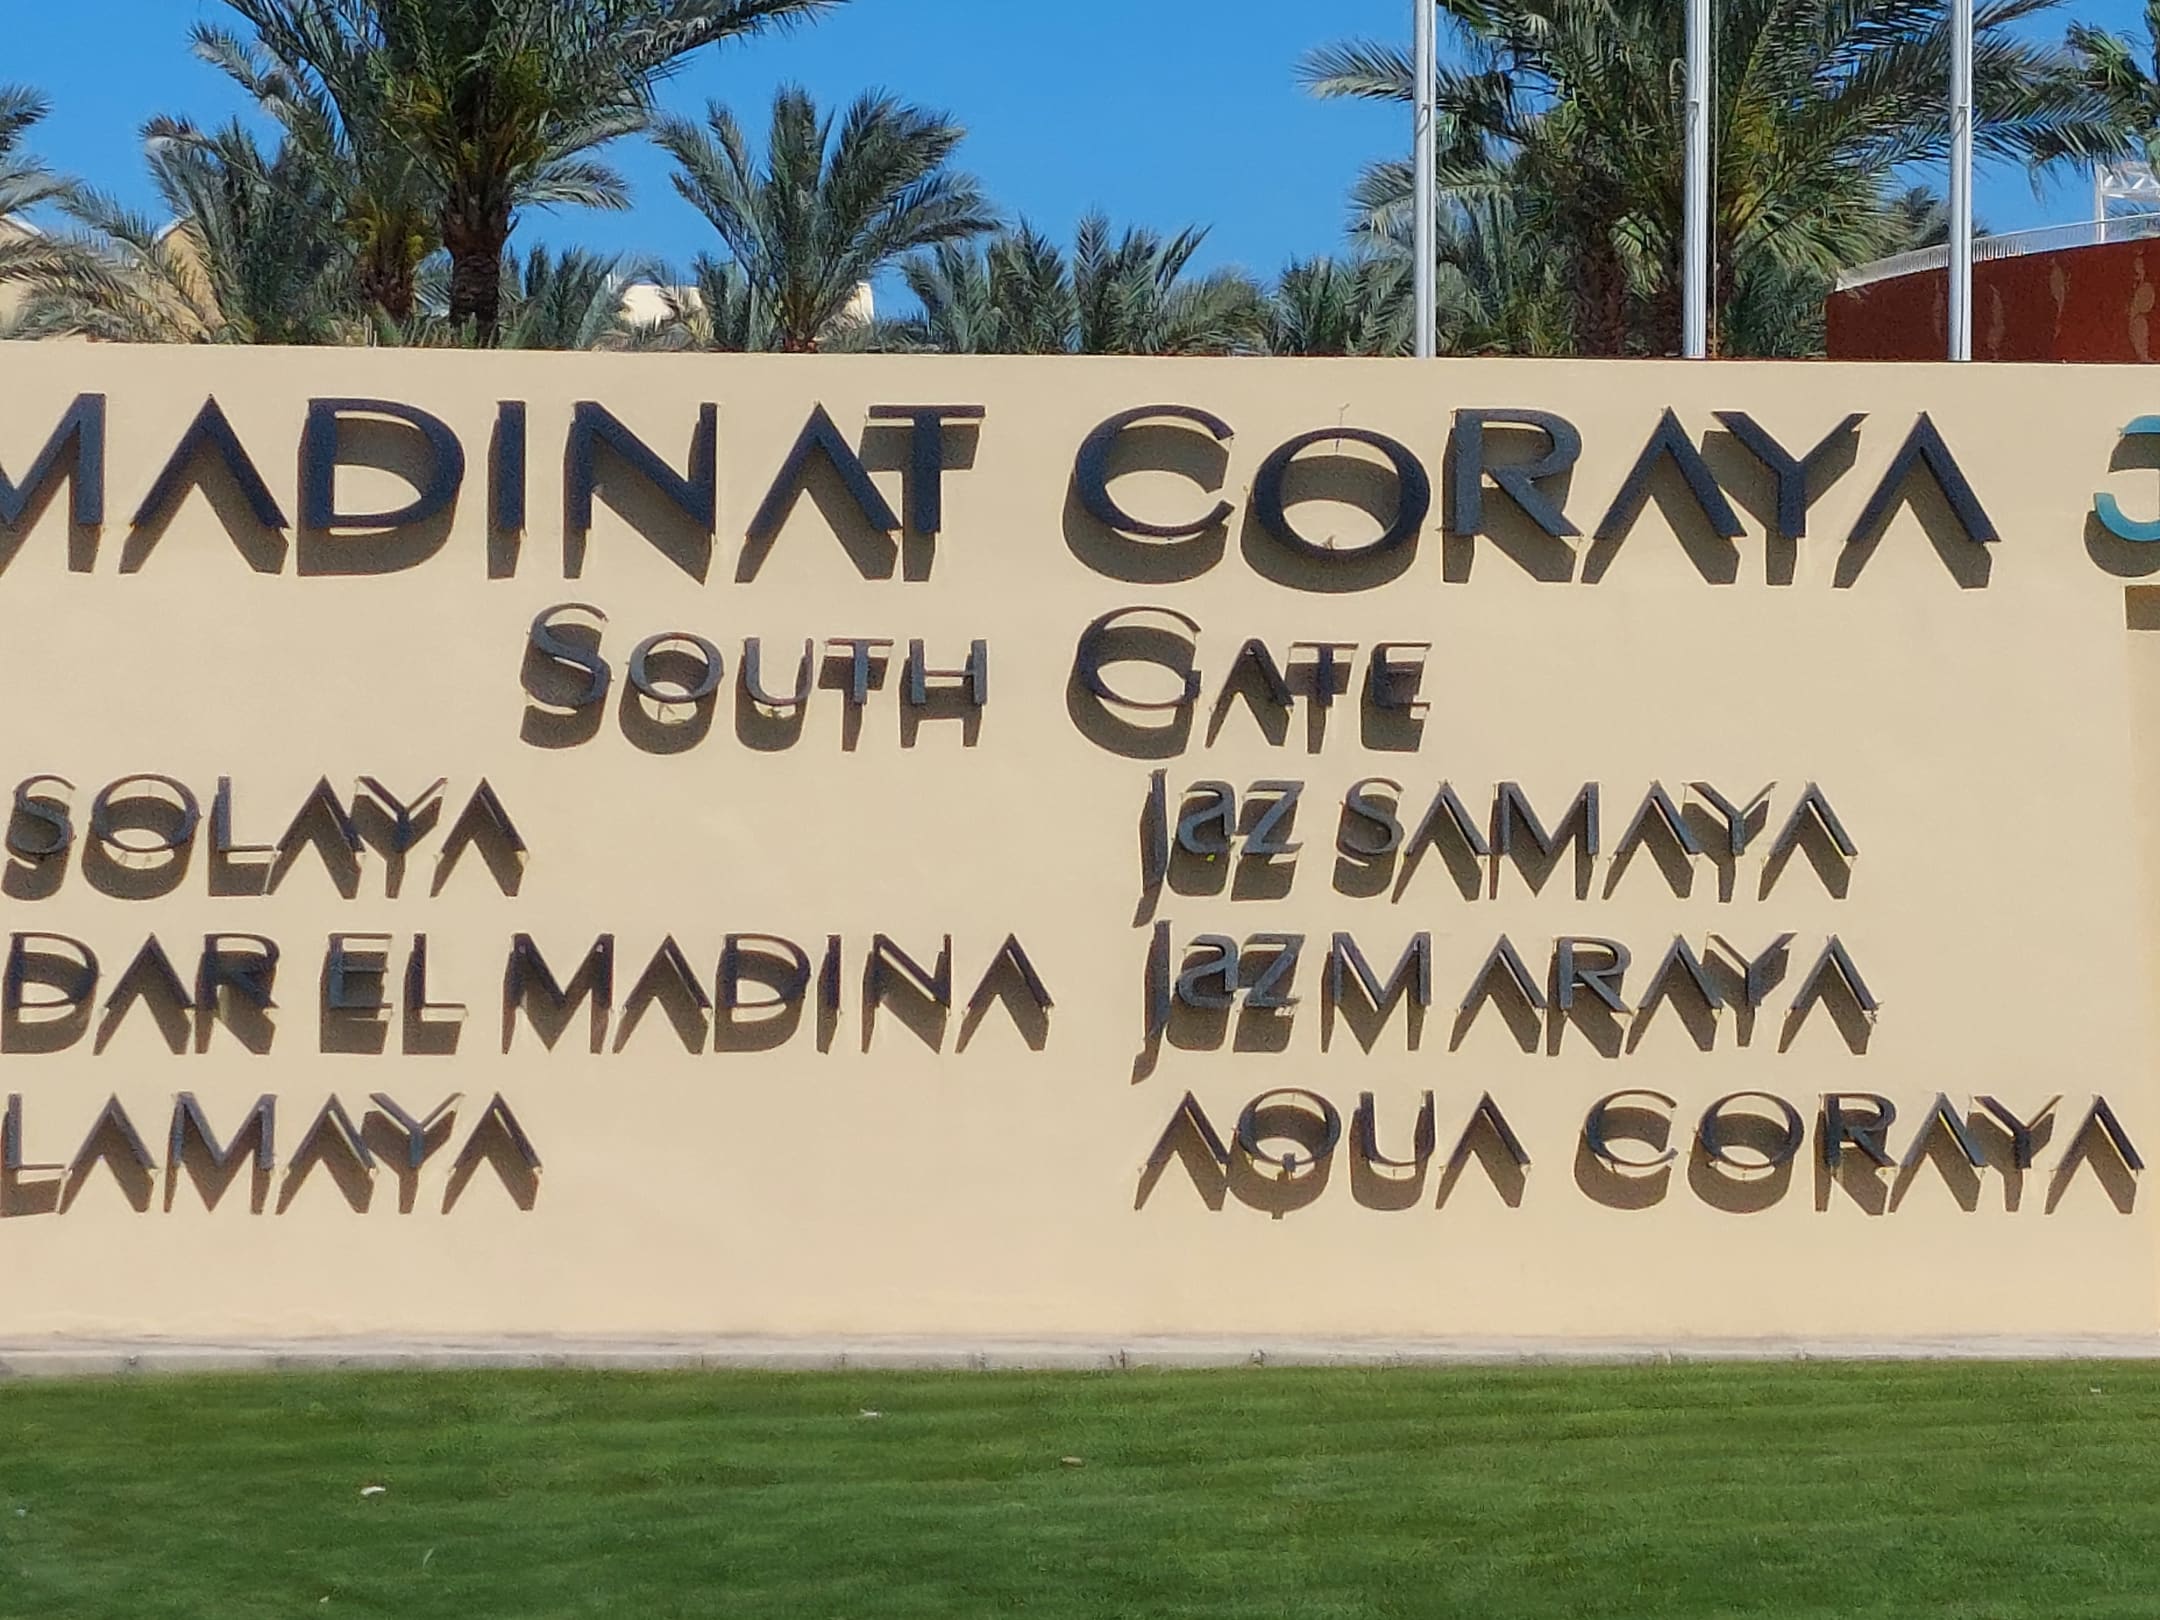 MADINAT CORAYA
SOUTH GATE
SOLAYA
Jaz SAMAYA
DAR EL MADINA
Jaz MARAYA
LAMAYA
AQUA CORAYA